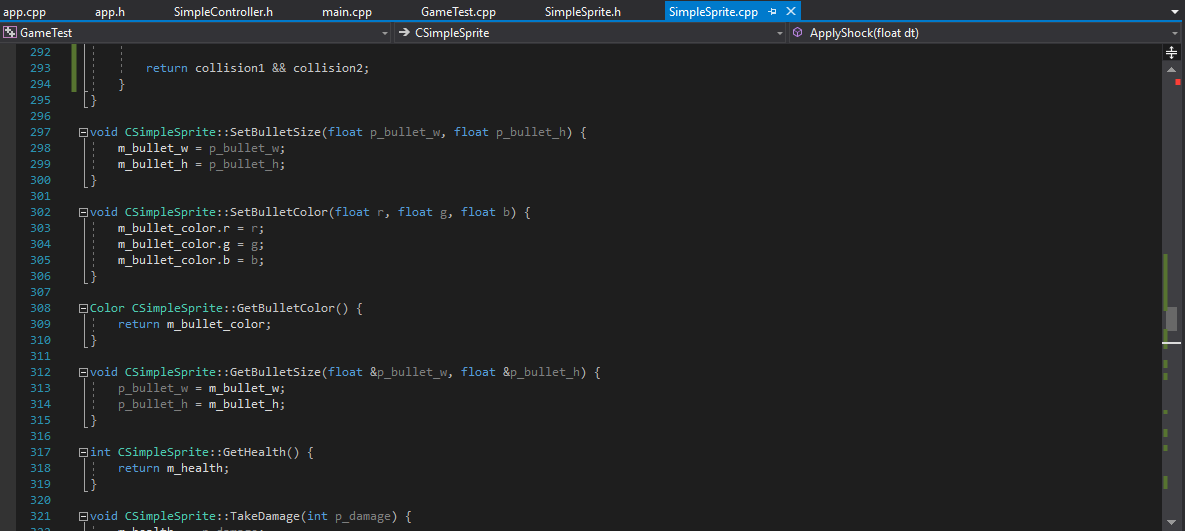 app.cpp app.h SimpleController.h main.cpp GameTest.cpp SimpleSprite.h SimpleSprite.cpp
GameTest CSimpleSprite ApplyShock(float dt)
292
293 return collision1 && collision2;
294 }
295 }
296
297 void CSimpleSprite::SetBulletSize(float p_bullet_w, float p_bullet_h) {
298 m_bullet_w = p_bullet_w;
299 m_bullet_h = p_bullet_h;
300 }
301
302 void CSimpleSprite::SetBulletColor(float r, float g, float b) {
303 m_bullet_color.r = r;
304 m_bullet_color.g = g;
305 m_bullet_color.b = b;
306 }
307
308 Color CSimpleSprite::GetBulletColor() {
309 return m_bullet_color;
310 }
311
312 void CSimpleSprite::GetBulletSize(float &p_bullet_w, float &p_bullet_h) {
313 p_bullet_w = m_bullet_w;
314 p_bullet_h = m_bullet_h;
315 }
316
317 int CSimpleSprite::GetHealth() {
318 return m_health;
319 }
320
321 void CSimpleSprite::TakeDamage(int p_damage) {